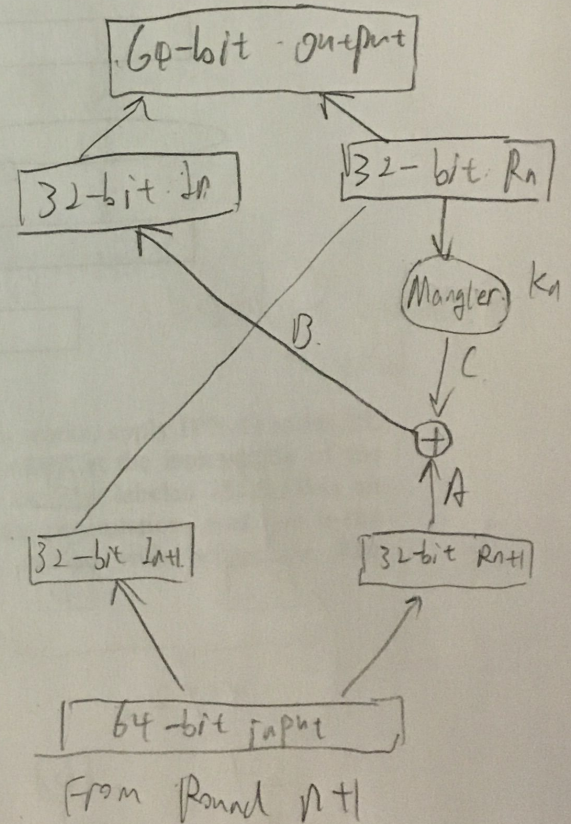 64-bit output
32-bit Ln
32-bit Rn
Mangler
Kn
B.
C
A
32-bit Ln+1
32-bit Rn+1
64-bit input
From Round n+1